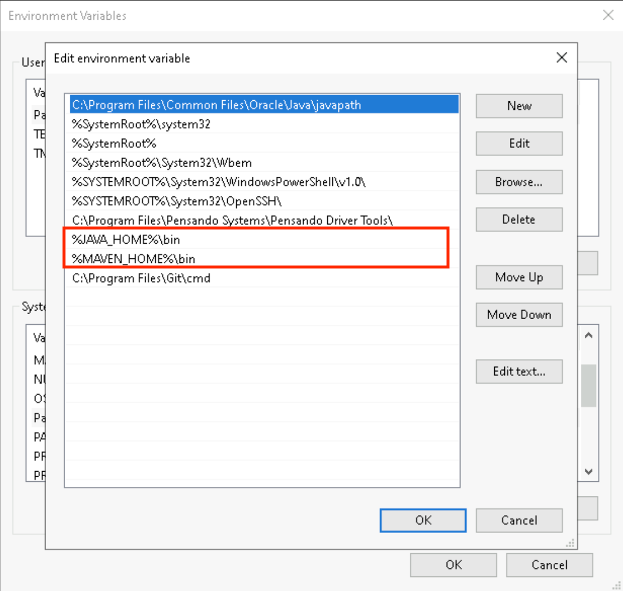 Environment Variables
Edit environment variable
User
Va
Pa
TE
C:\Program Files\Common Files\Oracle\Java\javapath
%SystemRoot%\system32
%SystemRoot%
%SystemRoot%\System32\Wbem
%SYSTEMROOT%\System32\WindowsPowerShell\v1.0\
%SYSTEMROOT%\System32\OpenSSH\
C:\Program Files\Pensando Systems\Pensando Driver Tools\
%JAVA_HOME%\bin
%MAVEN_HOME%\bin
C:\Program Files\Git\cmd
New
Edit
Browse...
Delete
Move Up
Move Down
Edit text...
Syste
Va
OS
Pa
PA
PR
PR
OK
Cancel
OK
Cancel